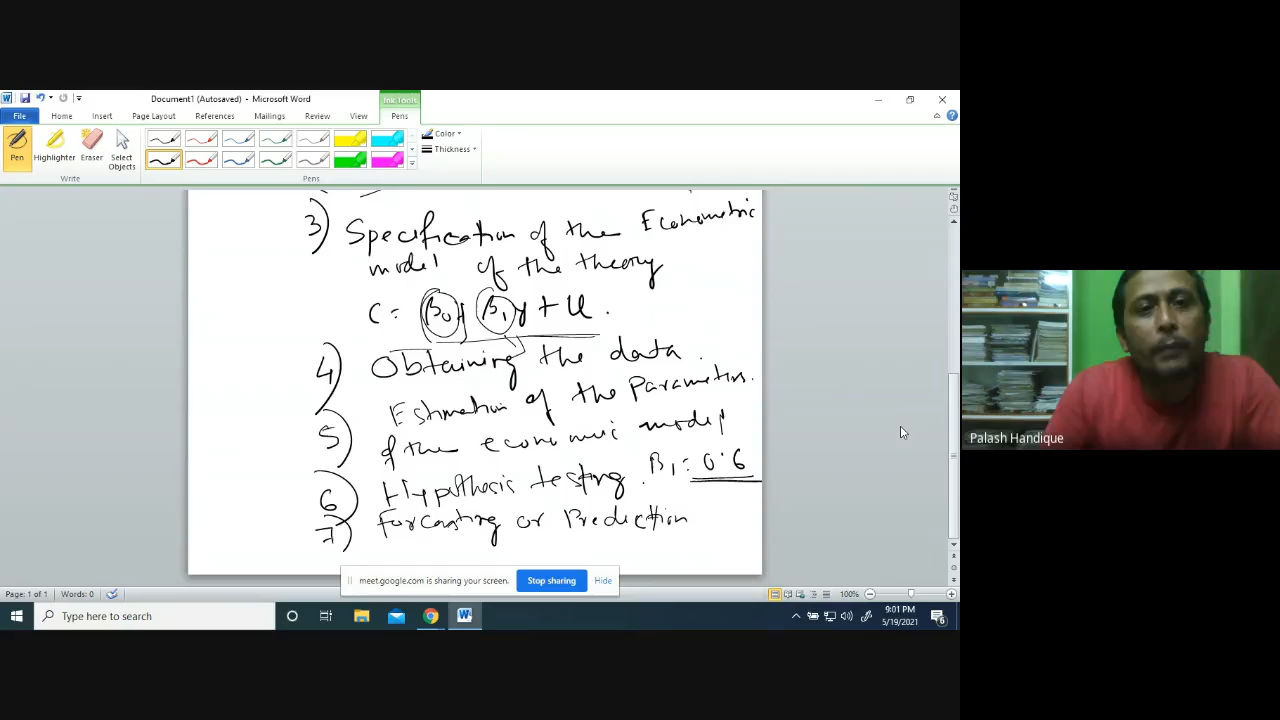 Document1 (Autosaved) - Microsoft Word
Ink Tools
File
Home
Insert
Page Layout
References
Mailings
Review
View
Pens
Pen
Highlighter
Eraser
Select Objects
Color
Thickness
Write
Pens
3) Specification of the Econometric
model of the theory
C = β0 + β1y + U.
4) Obtaining the data.
5) Estimation of the Parameters.
of the economic model
6) Hypothesis testing. β1 = 0.6
7) Forcasting or Prediction
meet.google.com is sharing your screen.
Stop sharing
Hide
Page: 1 of 1
Words: 0
100%
Type here to search
9:01 PM
5/19/2021
6
Palash Handique